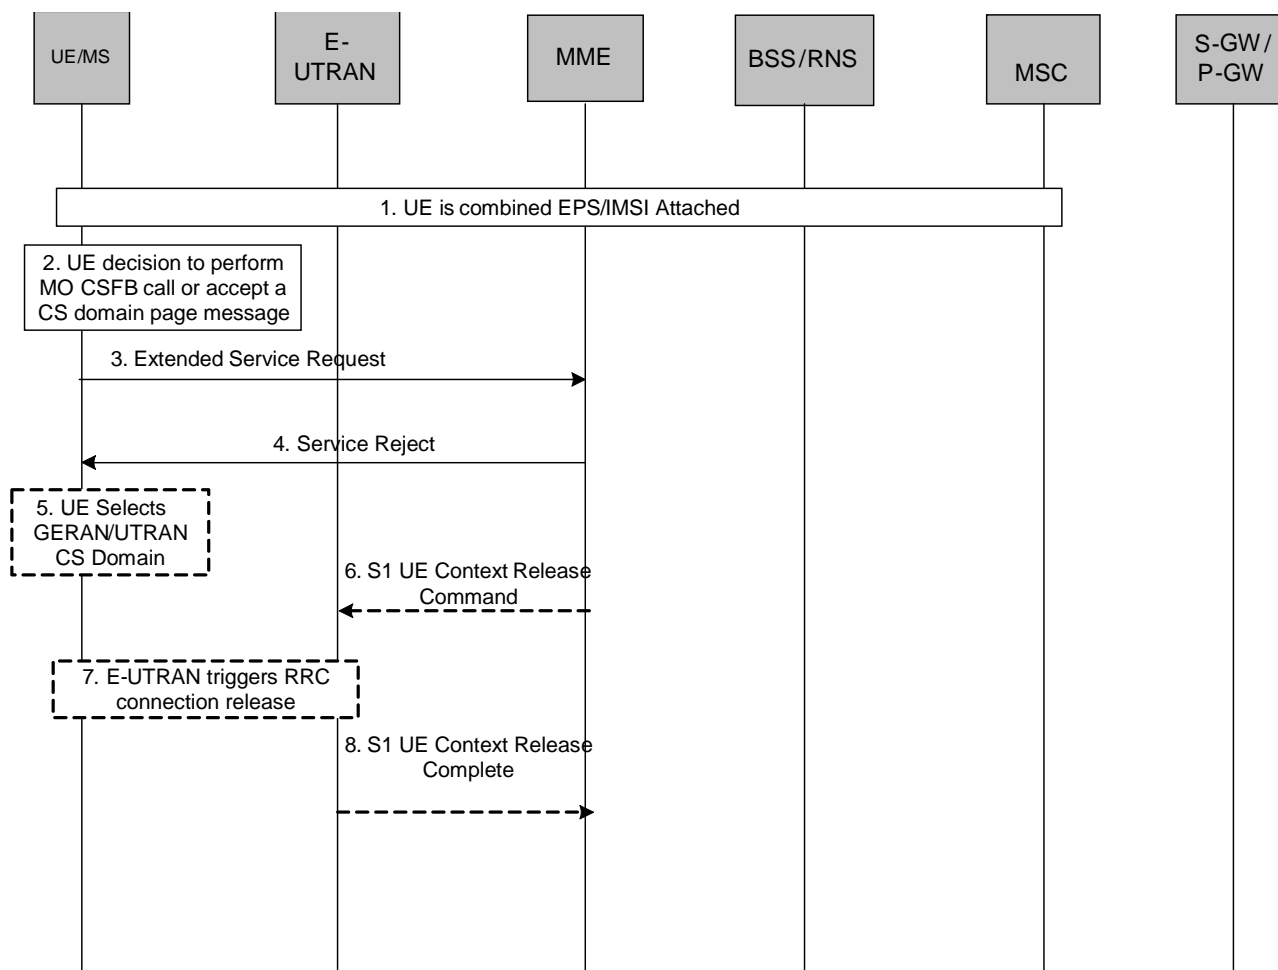 UE/MS
E-
UTRAN
MME
BSS/RNS
MSC
S-GW/
P-GW
1. UE is combined EPS/IMSI Attached
2. UE decision to perform
MO CSFB call or accept a
CS domain page message
3. Extended Service Request
4. Service Reject
5. UE Selects
GERAN/UTRAN
CS Domain
6. S1 UE Context Release
Command
7. E-UTRAN triggers RRC
connection release
8. S1 UE Context Release
Complete